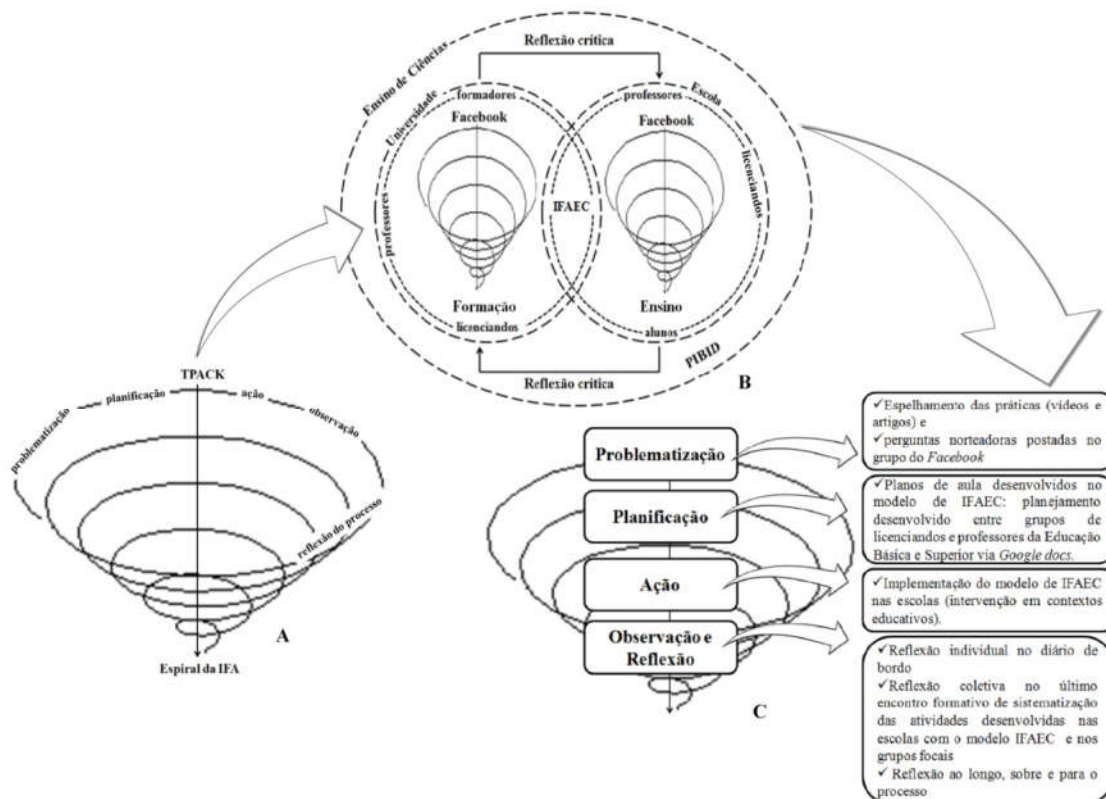 Reflexão crítica
Ensino de Ciências
Universidade
formadores
professores
Escola
Facebook
Facebook
licenciandos
professores
IFAEC
Formação
Ensino
licenciandos
alunos
PIBID
Reflexão crítica
B
TPACK
problematização
planificação
ação
observação
reflexão do processo
A
Espiral da IFA
Problematização
Planificação
Ação
Observação e
Reflexão
C
✓Espelhamento das práticas (vídeos e
artigos) e
✓perguntas norteadoras postadas no
grupo do Facebook
✓Planos de aula desenvolvidos no
modelo de IFAEC: planejamento
desenvolvido entre grupos de
licenciandos e professores da Educação
Básica e Superior via Google docs.
✓Implementação do modelo de IFAEC
nas escolas (intervenção em contextos
educativos).
✓Reflexão individual no diário de
bordo
✓Reflexão coletiva no último
encontro formativo de sistematização
das atividades desenvolvidas nas
escolas com o modelo IFAEC e nos
grupos focais
✓ Reflexão ao longo, sobre e para o
processo